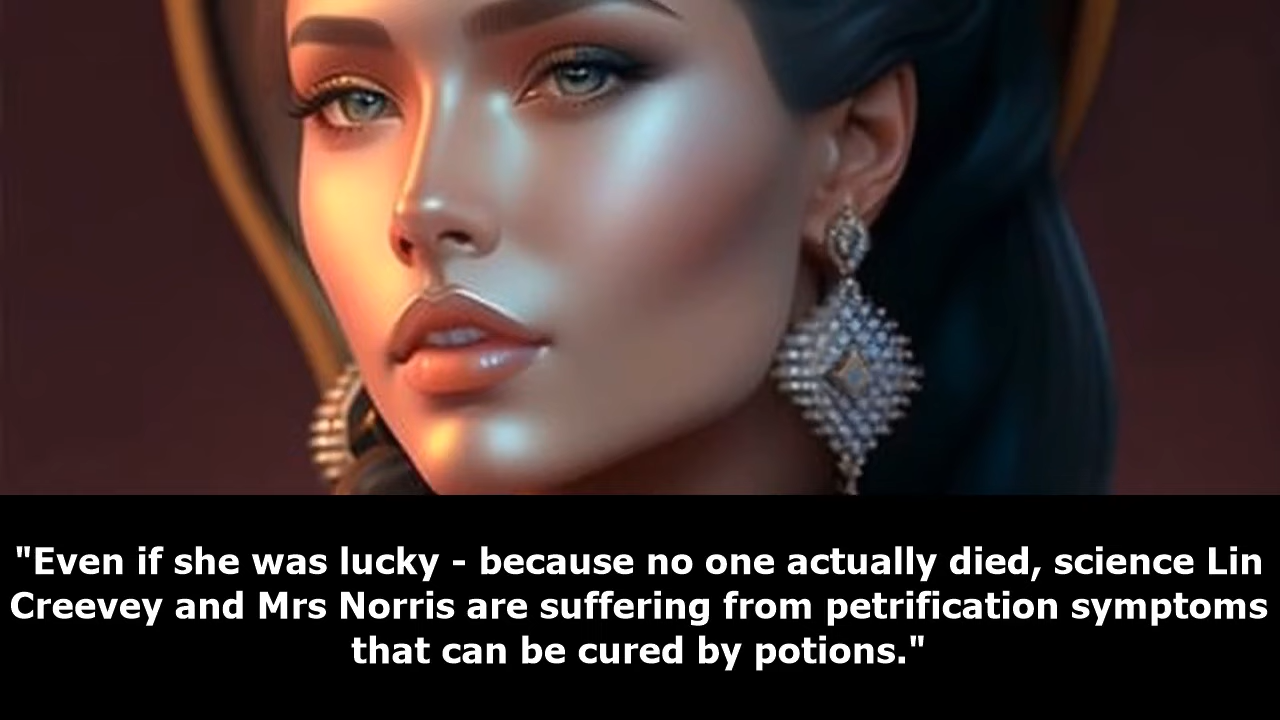 "Even if she was lucky - because no one actually died, science Lin
Creevey and Mrs Norris are suffering from petrification symptoms
that can be cured by potions."